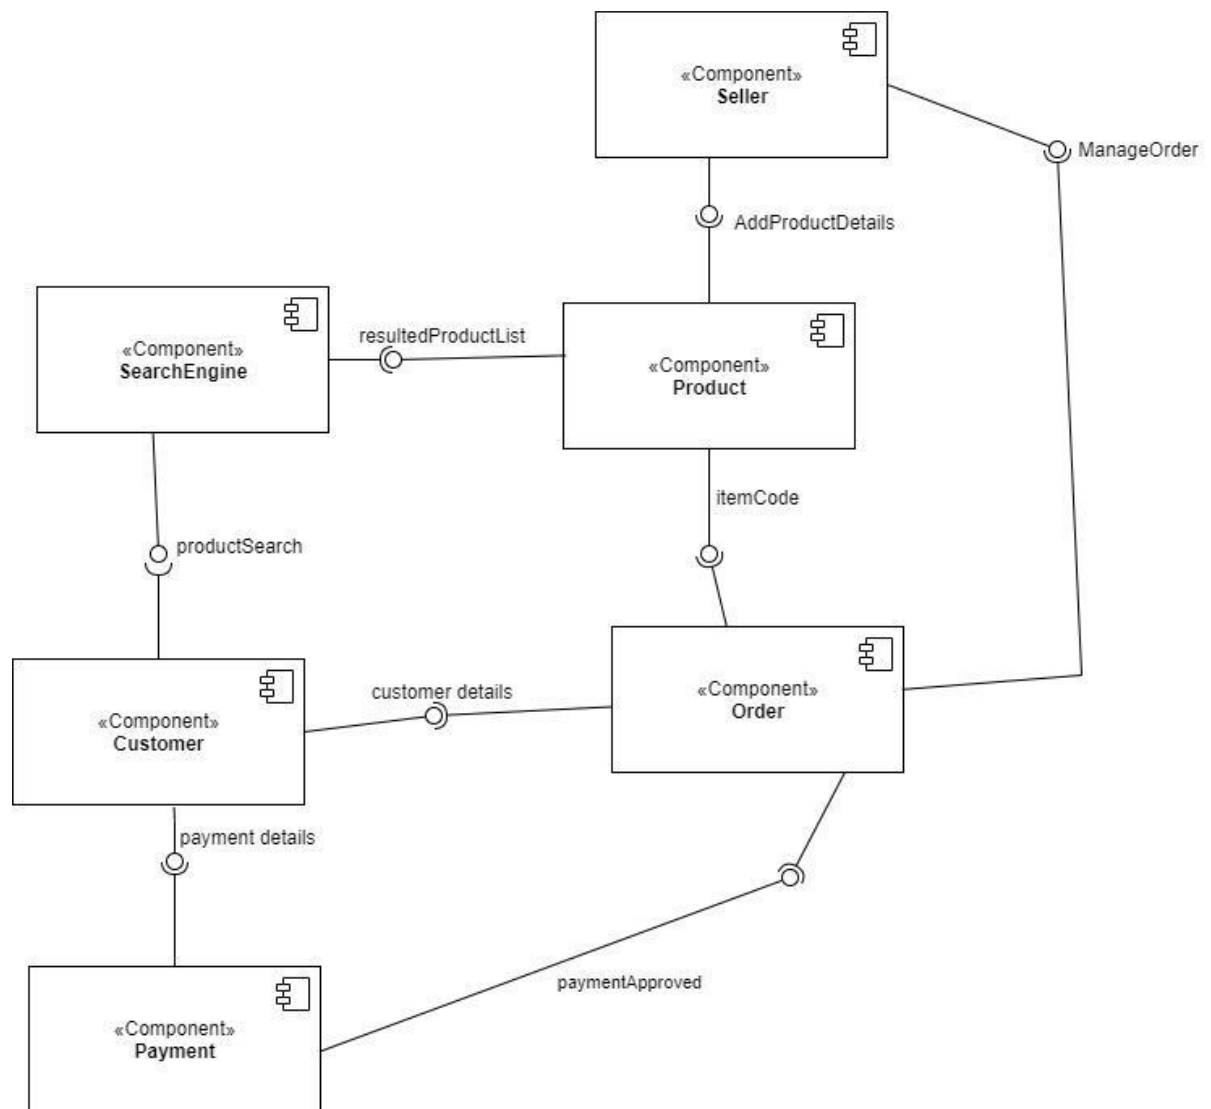 «Component»
Seller
ManageOrder
AddProductDetails
resultedProductList
«Component»
SearchEngine
«Component»
Product
itemCode
productSearch
customer details
«Component»
Order
«Component»
Customer
payment details
paymentApproved
«Component»
Payment